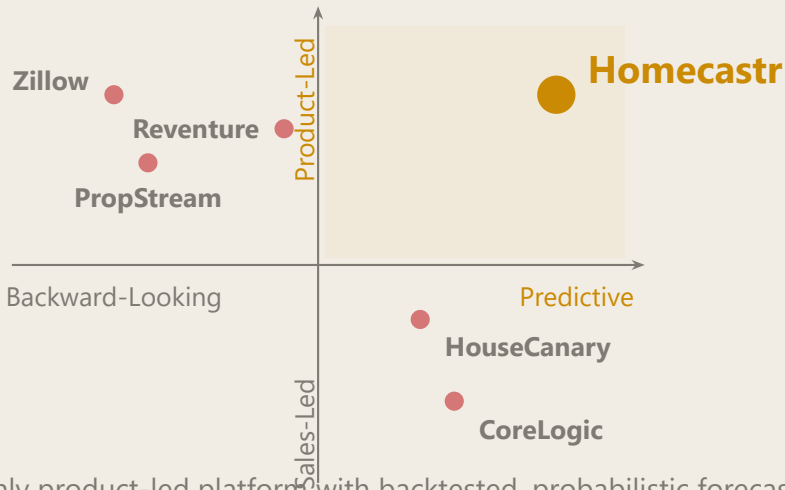 Product-Led
Homecastr
Zillow
Reventure
PropStream
Backward-Looking
Predictive
HouseCanary
Sales-Led
CoreLogic
product-led platform with backtested, probabilistic